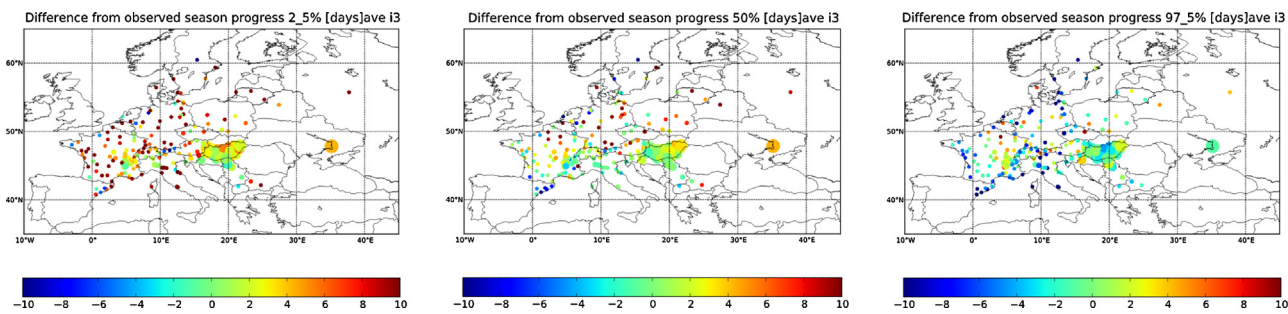 Difference from observed season progress 2_5% [days]ave i3
60°N
50°N
40°N
10°W 0° 10°E 20°E 30°E 40°E
−10 −8 −6 −4 −2 0 2 4 6 8 10
Difference from observed season progress 50% [days]ave i3
60°N
50°N
40°N
10°W 0° 10°E 20°E 30°E 40°E
−10 −8 −6 −4 −2 0 2 4 6 8 10
Difference from observed season progress 97_5% [days]ave i3
60°N
50°N
40°N
10°W 0° 10°E 20°E 30°E 40°E
−10 −8 −6 −4 −2 0 2 4 6 8 10